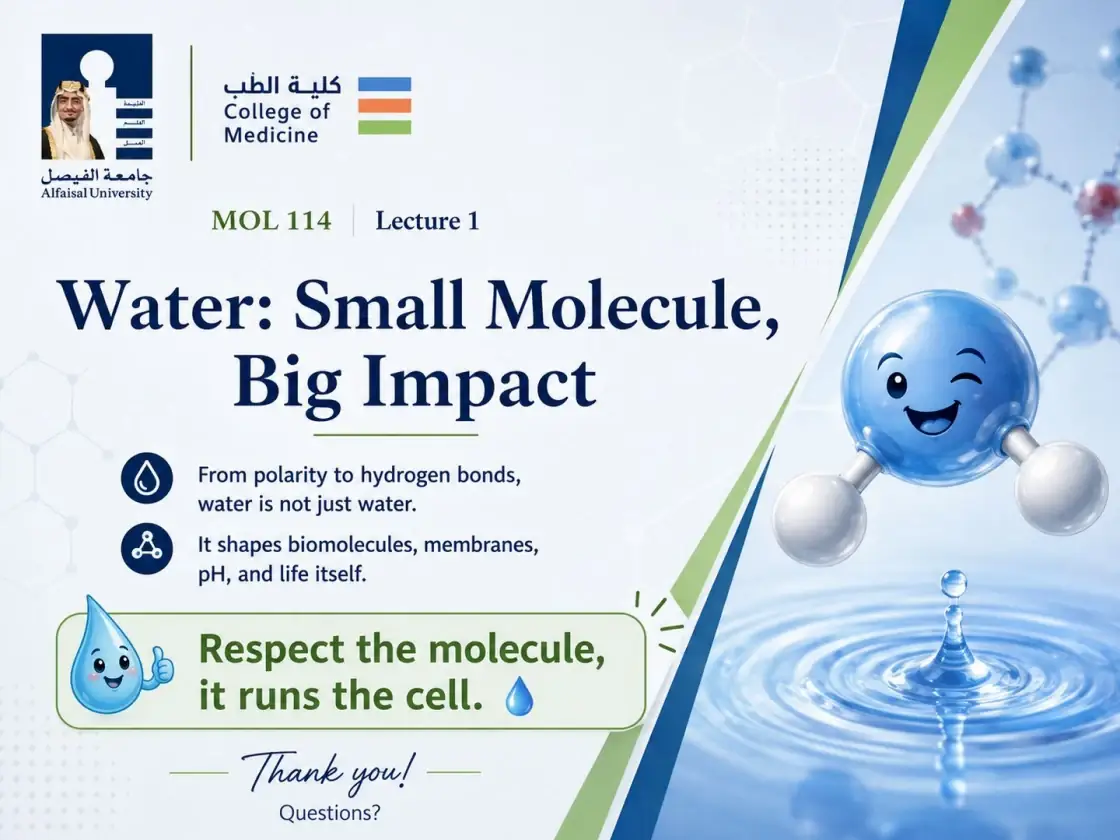 كلية الطب
College of
Medicine
جامعة الفيصل
Alfaisal University
MOL 114
Lecture 1
Water: Small Molecule,
Big Impact
From polarity to hydrogen bonds,
water is not just water.
It shapes biomolecules, membranes,
pH, and life itself.
Respect the molecule,
it runs the cell.
Thank you!
Questions?